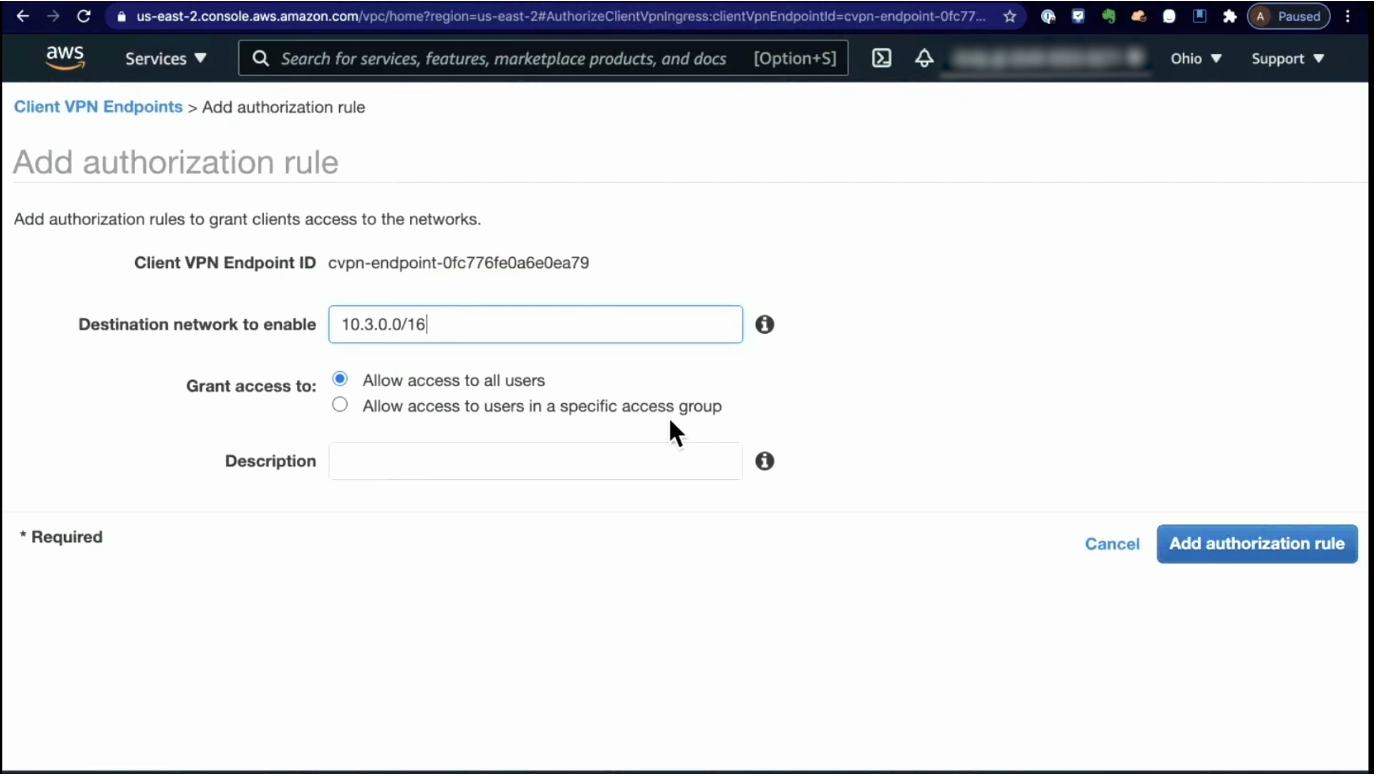 us-east-2.console.aws.amazon.com/vpc/home?region=us-east-2#AuthorizeClientVpnIngress:clientVpnEndpointId=cvpn-endpoint-0fc77... A Paused
aws Services Search for services, features, marketplace products, and docs [Option+S] Ohio Support
Client VPN Endpoints > Add authorization rule
Add authorization rule
Add authorization rules to grant clients access to the networks.
Client VPN Endpoint ID cvpn-endpoint-0fc776fe0a6e0ea79
Destination network to enable 10.3.0.0/16
Grant access to: Allow access to all users
Allow access to users in a specific access group
Description
* Required Cancel Add authorization rule